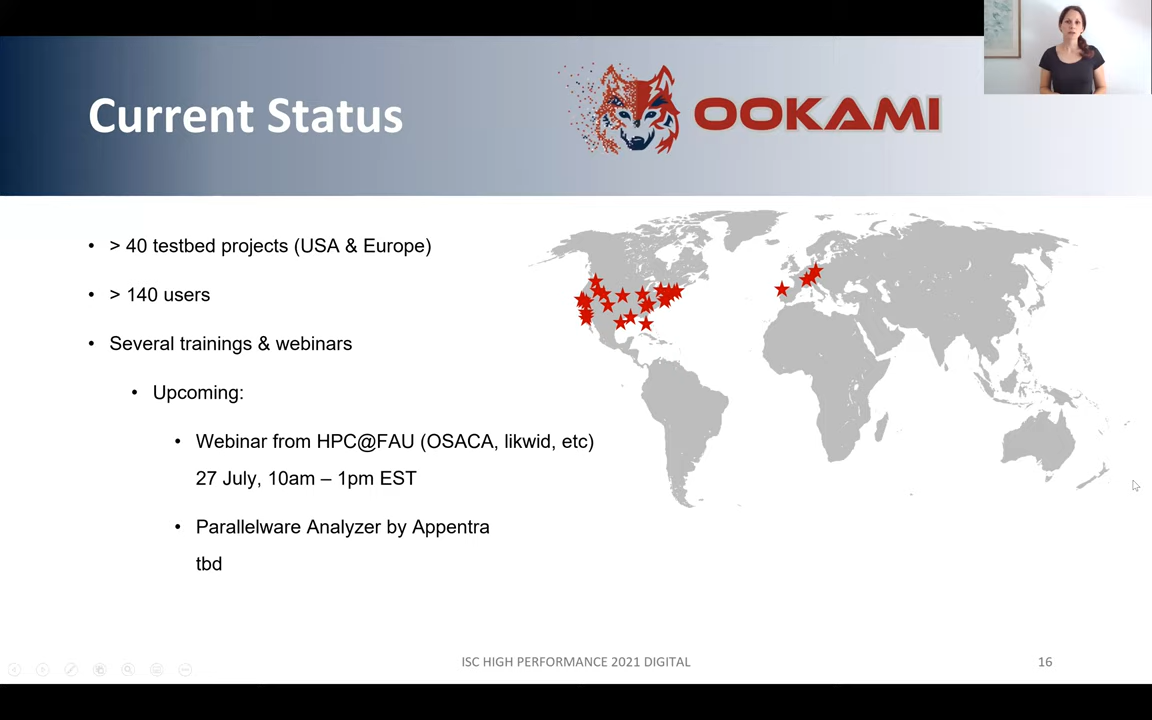 Current Status
OOKAMI
• > 40 testbed projects (USA & Europe)
• > 140 users
• Several trainings & webinars
• Upcoming:
• Webinar from HPC@FAU (OSACA, likwid, etc)
27 July, 10am – 1pm EST
• Parallelware Analyzer by Appentra
tbd
ISC HIGH PERFORMANCE 2021 DIGITAL
16